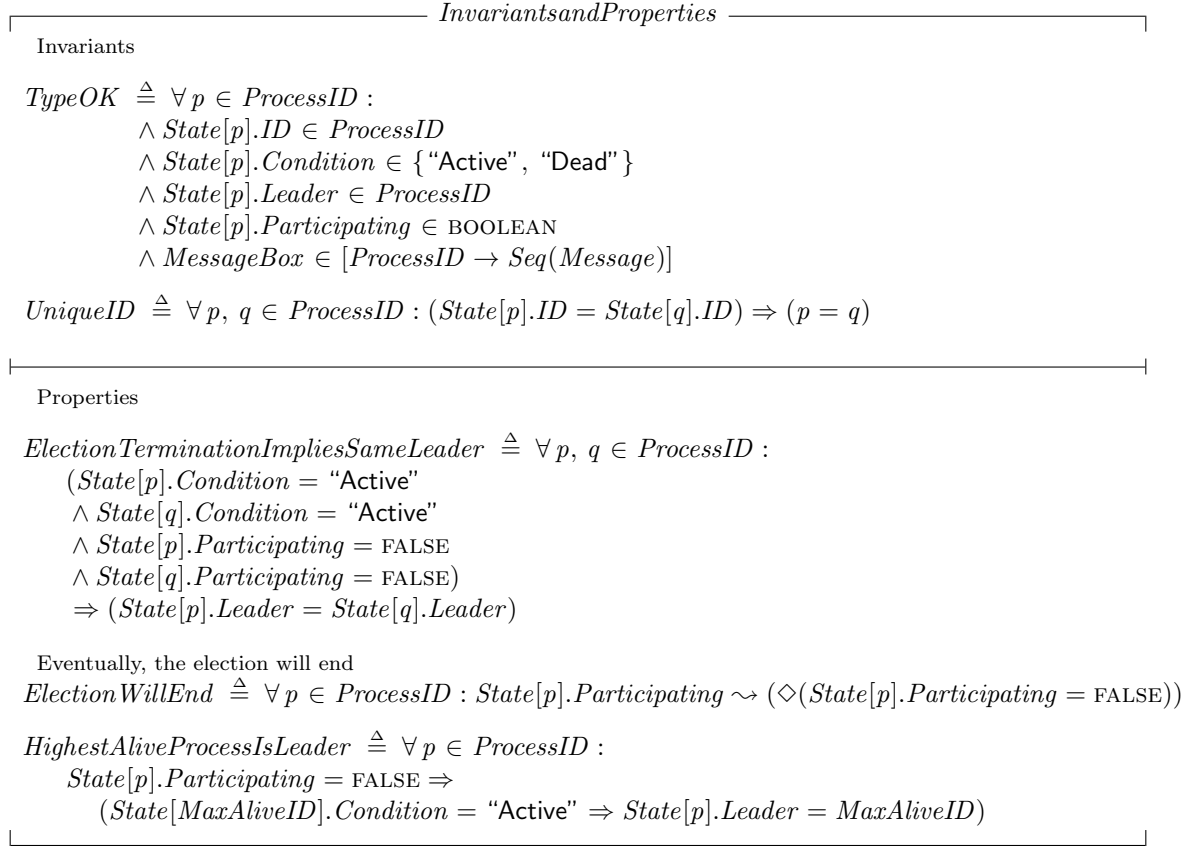 InvariantsandProperties
Invariants
TypeOK ≜ ∀ p ∈ ProcessID :
∧ State[p].ID ∈ ProcessID
∧ State[p].Condition ∈ {“Active”, “Dead”}
∧ State[p].Leader ∈ ProcessID
∧ State[p].Participating ∈ BOOLEAN
∧ MessageBox ∈ [ProcessID → Seq(Message)]
UniqueID ≜ ∀ p, q ∈ ProcessID : (State[p].ID = State[q].ID) ⇒ (p = q)
Properties
ElectionTerminationImpliesSameLeader ≜ ∀ p, q ∈ ProcessID :
(State[p].Condition = “Active”
∧ State[q].Condition = “Active”
∧ State[p].Participating = FALSE
∧ State[q].Participating = FALSE)
⇒ (State[p].Leader = State[q].Leader)
Eventually, the election will end
ElectionWillEnd ≜ ∀ p ∈ ProcessID : State[p].Participating ⇝ (◇(State[p].Participating = FALSE))
HighestAliveProcessIsLeader ≜ ∀ p ∈ ProcessID :
State[p].Participating = FALSE ⇒
(State[MaxAliveID].Condition = “Active” ⇒ State[p].Leader = MaxAliveID)